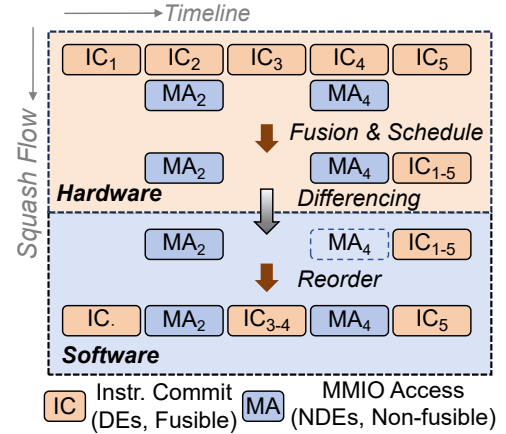 Timeline
Squash Flow
IC1 IC2 IC3 IC4 IC5
MA2 MA4
Fusion & Schedule
MA2 MA4 IC1-5
Hardware
Differencing
MA2 MA4 IC1-5
Reorder
IC. MA2 IC3-4 MA4 IC5
Software
IC Instr. Commit (DEs, Fusible) MA MMIO Access (NDEs, Non-fusible)